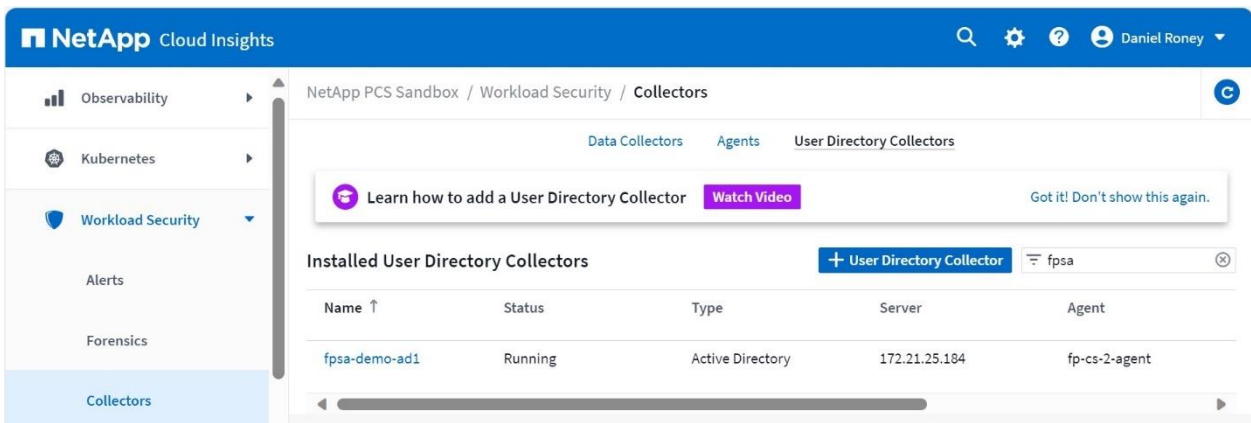 NetApp Cloud Insights
Daniel Roney
Observability
Kubernetes
Workload Security
Alerts
Forensics
Collectors
NetApp PCS Sandbox / Workload Security / Collectors
Data Collectors Agents User Directory Collectors
Learn how to add a User Directory Collector Watch Video Got it! Don't show this again.
Installed User Directory Collectors + User Directory Collector fpsa
Name ↑ Status Type Server Agent
fpsa-demo-ad1 Running Active Directory 172.21.25.184 fp-cs-2-agent